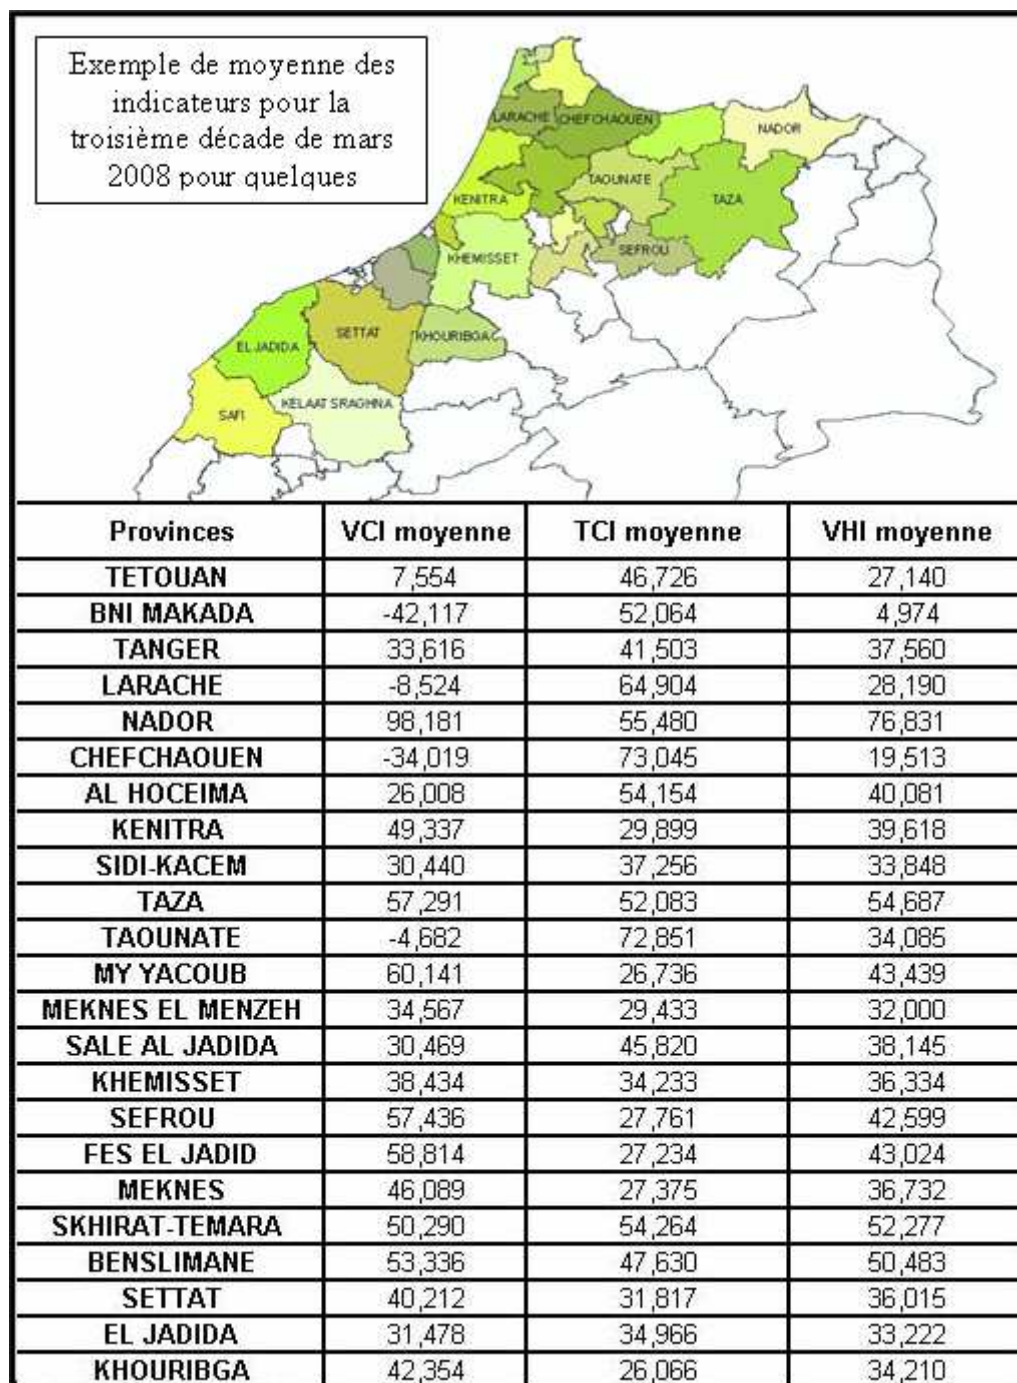 Exemple de moyenne des
indicateurs pour la
troisième décade de mars
2008 pour quelques
LARACHE
CHEFCHAOUEN
NADOR
TAOUNATE
TAZA
KENITRA
KHEMISSET
SEFROU
EL JADIDA
SETTAT
KHOURIBGA
SAFI
KELAAT SRAGHNA
Provinces VCI moyenne TCI moyenne VHI moyenne
TETOUAN 7,554 46,726 27,140
BNI MAKADA -42,117 52,064 4,974
TANGER 33,616 41,503 37,560
LARACHE -8,524 64,904 28,190
NADOR 98,181 55,480 76,831
CHEFCHAOUEN -34,019 73,045 19,513
AL HOCEIMA 26,008 54,154 40,081
KENITRA 49,337 29,899 39,618
SIDI-KACEM 30,440 37,256 33,848
TAZA 57,291 52,083 54,687
TAOUNATE -4,682 72,851 34,085
MY YACOUB 60,141 26,736 43,439
MEKNES EL MENZEH 34,567 29,433 32,000
SALE AL JADIDA 30,469 45,820 38,145
KHEMISSET 38,434 34,233 36,334
SEFROU 57,436 27,761 42,599
FES EL JADID 58,814 27,234 43,024
MEKNES 46,089 27,375 36,732
SKHIRAT-TEMARA 50,290 54,264 52,277
BENSLIMANE 53,336 47,630 50,483
SETTAT 40,212 31,817 36,015
EL JADIDA 31,478 34,966 33,222
KHOURIBGA 42,354 26,066 34,210